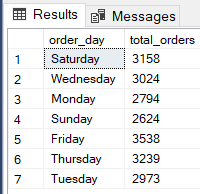 Results Messages
order_day total_orders
1 Saturday 3158
2 Wednesday 3024
3 Monday 2794
4 Sunday 2624
5 Friday 3538
6 Thursday 3239
7 Tuesday 2973